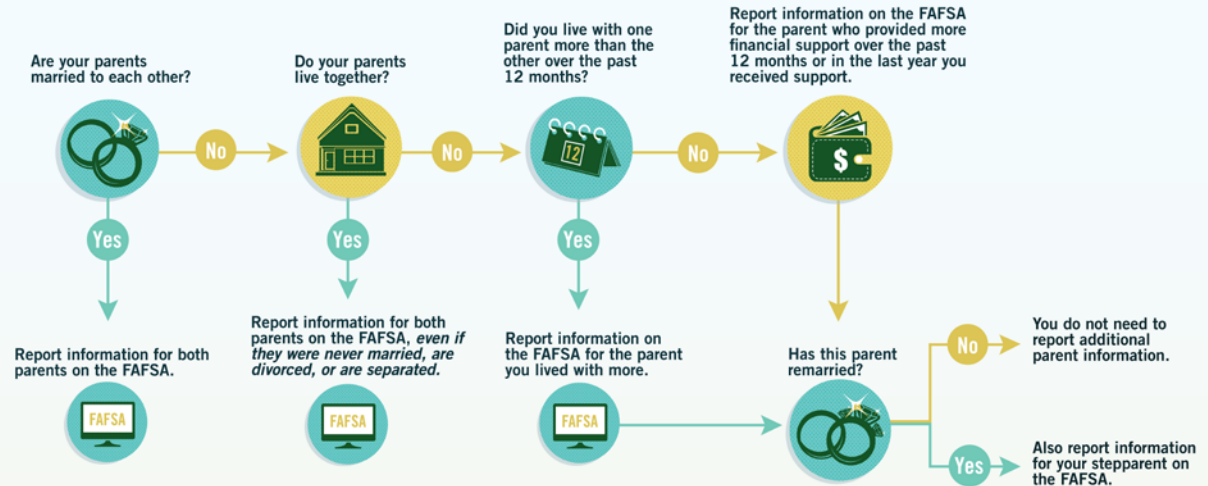 Are your parents
married to each other?
No
Yes
Report information for both
parents on the FAFSA.
FAFSA
Do your parents
live together?
No
Yes
Report information for both
parents on the FAFSA, even if
they were never married, are
divorced, or are separated.
FAFSA
Did you live with one
parent more than the
other over the past
12 months?
12
No
Yes
Report information on
the FAFSA for the parent
you lived with more.
FAFSA
Report information on the FAFSA
for the parent who provided more
financial support over the past
12 months or in the last year you
received support.
$
Has this parent
remarried?
No
You do not need to
report additional
parent information.
Yes
Also report information
for your stepparent on
the FAFSA.